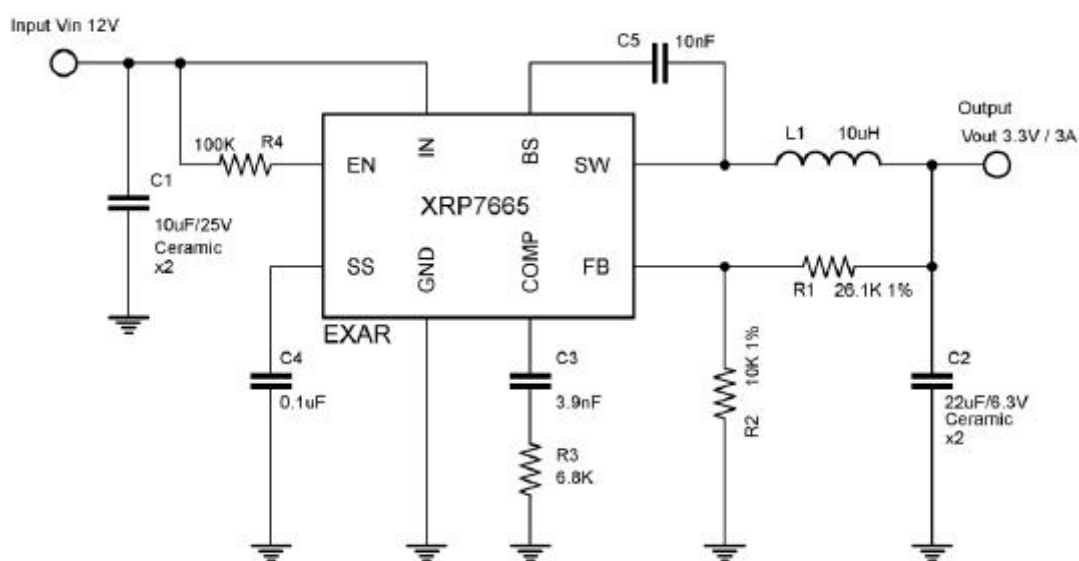 Input Vin 12V
C5
10nF
Output
Vout 3.3V / 3A
L1
10uH
100K
R4
EN
IN
BS
SW
C1
10uF/25V
Ceramic
x2
XRP7665
SS
GND
COMP
FB
R1
26.1K 1%
EXAR
C4
0.1uF
C3
3.9nF
10K 1%
R2
C2
22uF/6.3V
Ceramic
x2
R3
6.8K